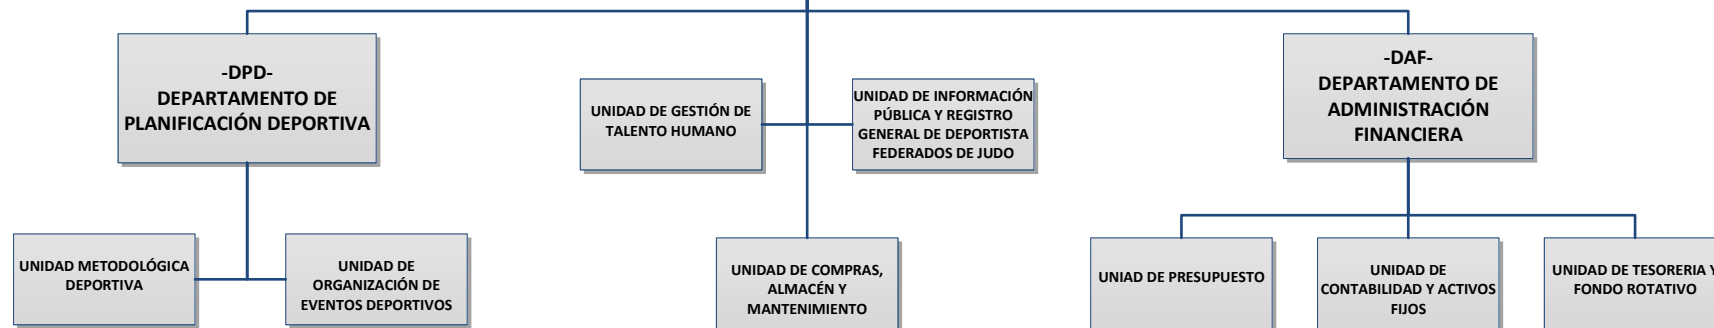 -DPD-
DEPARTAMENTO DE
PLANIFICACIÓN DEPORTIVA
UNIDAD DE GESTIÓN DE
TALENTO HUMANO
UNIDAD DE INFORMACIÓN
PÚBLICA Y REGISTRO
GENERAL DE DEPORTISTA
FEDERADOS DE JUDO
-DAF-
DEPARTAMENTO DE
ADMINISTRACIÓN
FINANCIERA
UNIDAD METODOLÓGICA
DEPORTIVA
UNIDAD DE
ORGANIZACIÓN DE
EVENTOS DEPORTIVOS
UNIDAD DE COMPRAS,
ALMACÉN Y
MANTENIMIENTO
UNIAD DE PRESUPUESTO
UNIDAD DE
CONTABILIDAD Y ACTIVOS
FIJOS
UNIDAD DE TESORERIA Y
FONDO ROTATIVO